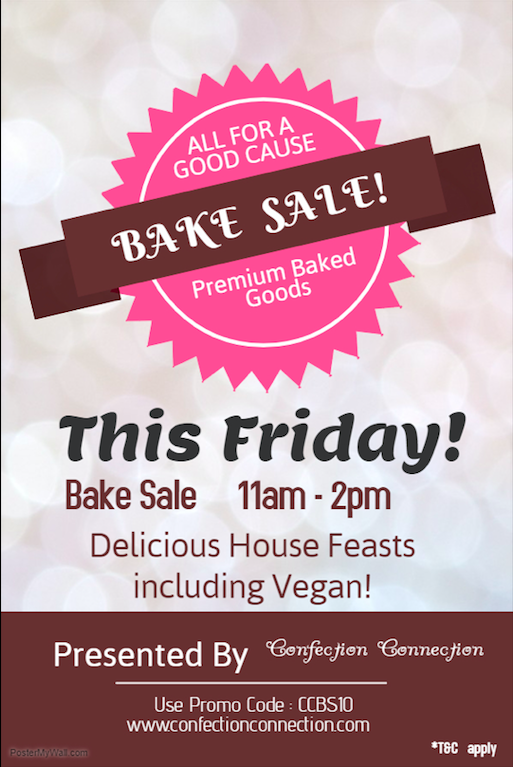 ALL FOR A
GOOD CAUSE
BAKE SALE!
Premium Baked
Goods
This Friday!
Bake Sale 11am - 2pm
Delicious House Feasts
including Vegan!
Presented By Confection Connection
Use Promo Code : CCBS10
www.confectionconnection.com
*T&C apply
PosterMyWall.com